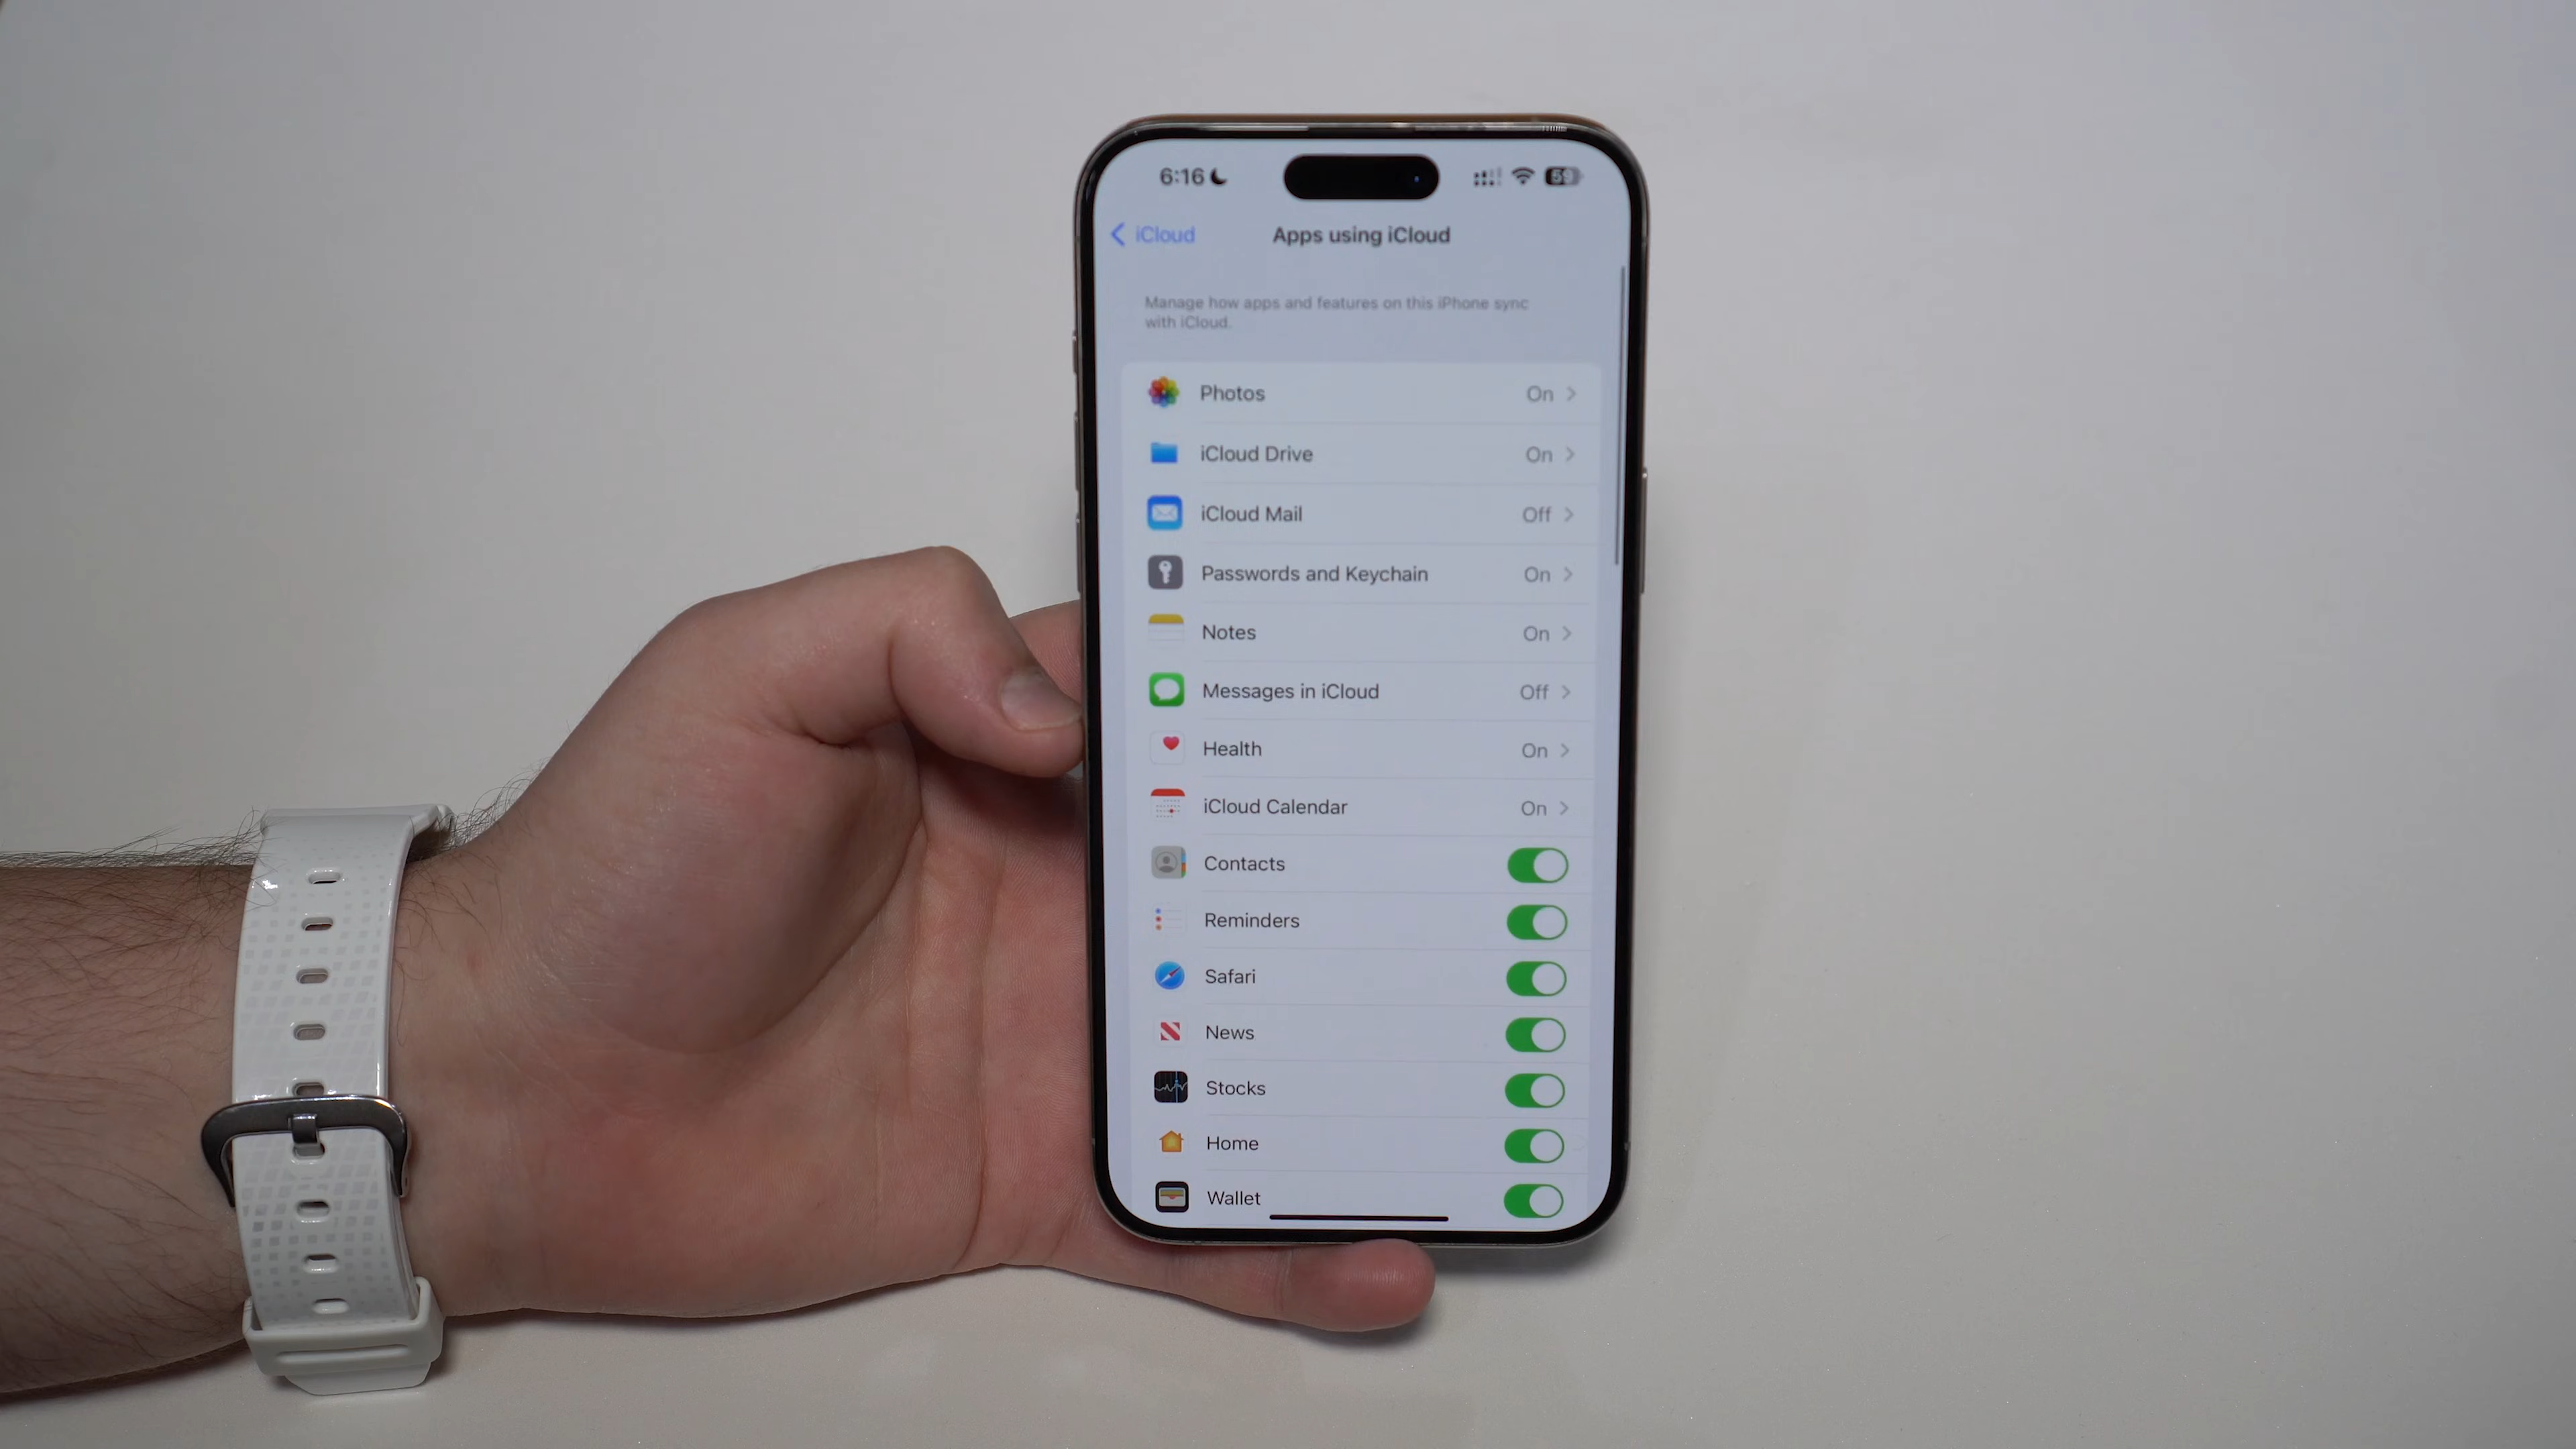 6:16
59
iCloud
Apps using iCloud
Manage how apps and features on this iPhone sync
with iCloud.
Photos On
iCloud Drive On
iCloud Mail Off
Passwords and Keychain On
Notes On
Messages in iCloud Off
Health On
iCloud Calendar On
Contacts
Reminders
Safari
News
Stocks
Home
Wallet